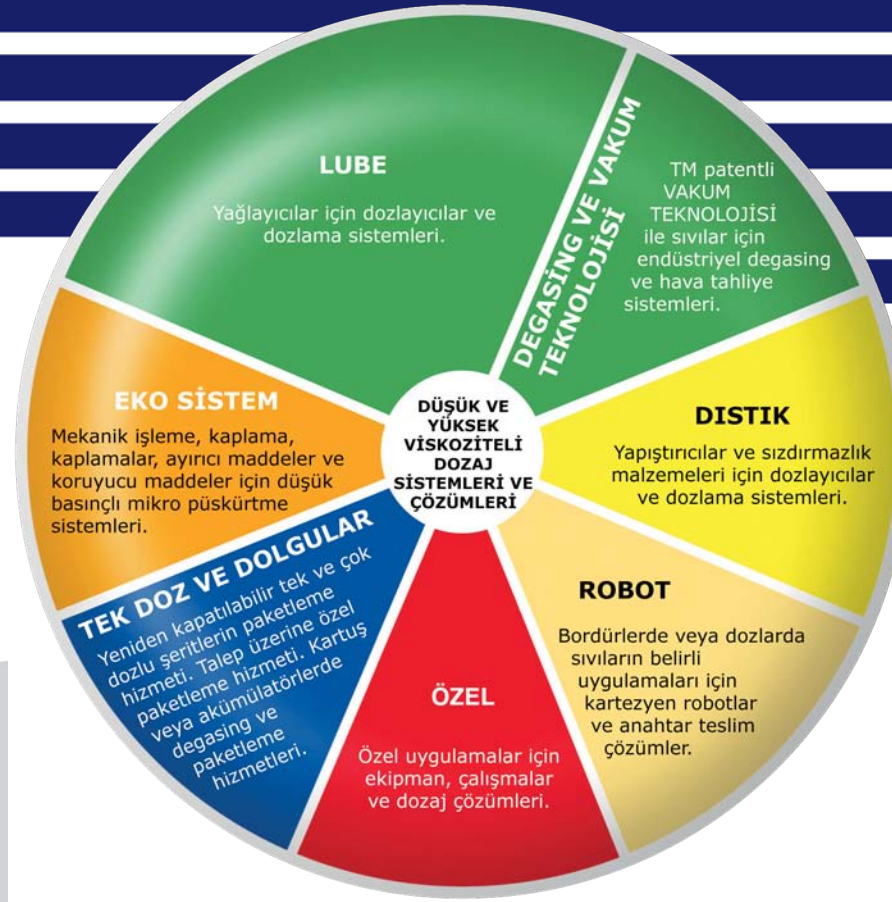 LUBE
Yağlayıcılar için dozlayıcılar ve
dozlama sistemleri.
DEGASİNG VE VAKUM
TEKNOLOJİSİ
TM patentli
VAKUM
TEKNOLOJİSİ
ile sıvılar için
endüstriyel degasing
ve hava tahliye
sistemleri.
EKO SİSTEM
Mekanik işleme, kaplama,
kaplamalar, ayırıcı maddeler ve
koruyucu maddeler için düşük
basınçlı mikro püskürtme
sistemleri.
DÜŞÜK VE
YÜKSEK
VİSKOZİTELİ
DOZAJ
SİSTEMLERİ VE
ÇÖZÜMLERİ
DISTIK
Yapıştırıcılar ve sızdırmazlık
malzemeleri için dozlayıcılar
ve dozlama sistemleri.
TEK DOZ VE DOLGULAR
Yeniden kapatılabilir tek ve çok
dozlu şeritlerin paketleme
hizmeti. Talep üzerine özel
paketleme hizmeti. Kartuş
veya akümülatörlerde
degasing ve
paketleme
hizmetleri.
ÖZEL
Özel uygulamalar için
ekipman, çalışmalar
ve dozaj çözümleri.
ROBOT
Bordürlerde veya dozlarda
sıvıların belirli
uygulamaları için
kartezyen robotlar
ve anahtar teslim
çözümler.